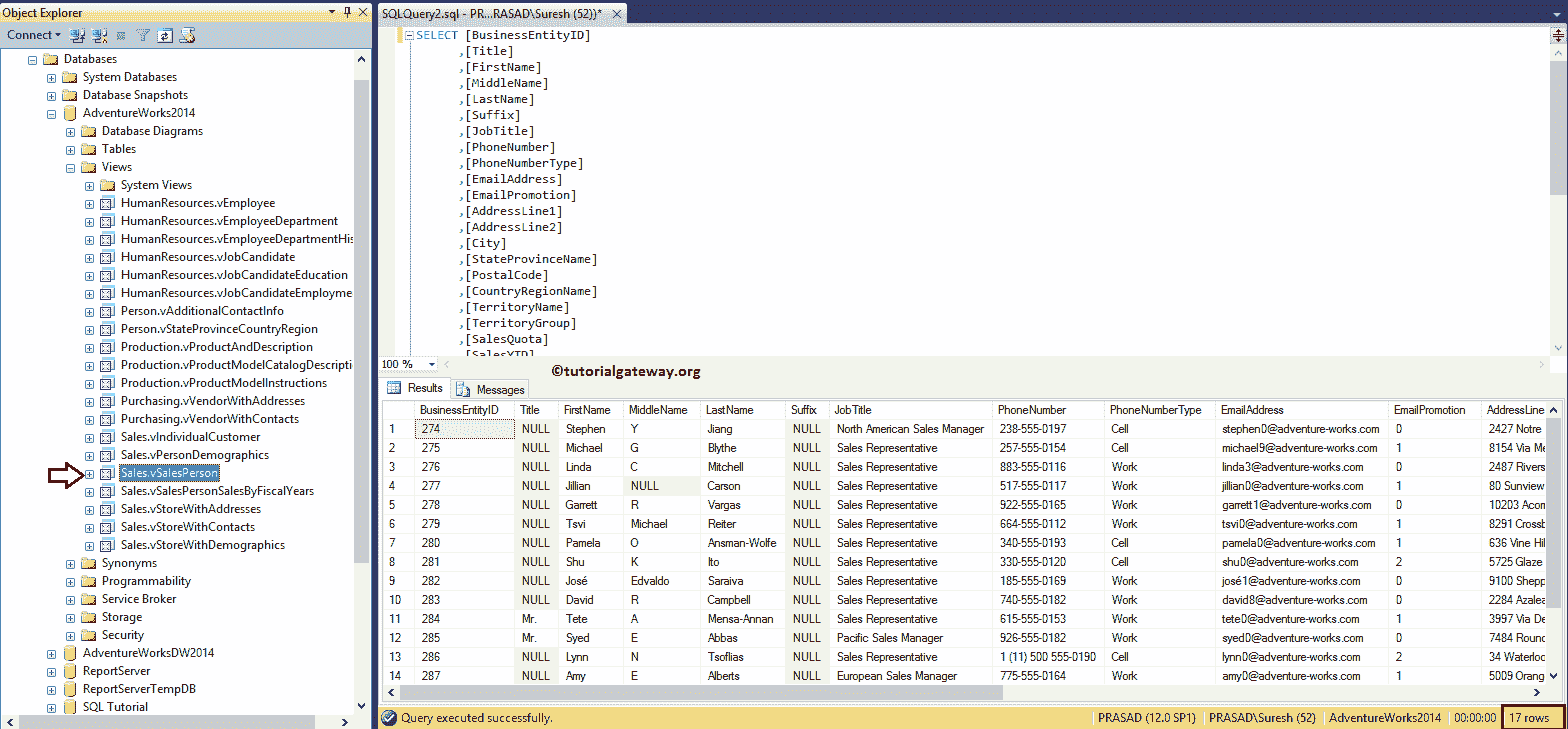 Object Explorer
Connect
Databases
System Databases
Database Snapshots
AdventureWorks2014
Database Diagrams
Tables
Views
System Views
HumanResources.vEmployee
HumanResources.vEmployeeDepartment
HumanResources.vEmployeeDepartmentHis
HumanResources.vJobCandidate
HumanResources.vJobCandidateEducation
HumanResources.vJobCandidateEmployme
Person.vAdditionalContactInfo
Person.vStateProvinceCountryRegion
Production.vProductAndDescription
Production.vProductModelCatalogDescripti
Production.vProductModelInstructions
Purchasing.vVendorWithAddresses
Purchasing.vVendorWithContacts
Sales.vIndividualCustomer
Sales.vPersonDemographics
Sales.vSalesPerson
Sales.vSalesPersonSalesByFiscalYears
Sales.vStoreWithAddresses
Sales.vStoreWithContacts
Sales.vStoreWithDemographics
Synonyms
Programmability
Service Broker
Storage
Security
AdventureWorksDW2014
ReportServer
ReportServerTempDB
SQL Tutorial
SQLQuery2.sql - PR...RASAD\Suresh (52))*
SELECT [BusinessEntityID]
,[Title]
,[FirstName]
,[MiddleName]
,[LastName]
,[Suffix]
,[JobTitle]
,[PhoneNumber]
,[PhoneNumberType]
,[EmailAddress]
,[EmailPromotion]
,[AddressLine1]
,[AddressLine2]
,[City]
,[StateProvinceName]
,[PostalCode]
,[CountryRegionName]
,[TerritoryName]
,[TerritoryGroup]
,[SalesQuota]
,[SalesYTD]
100 %
©tutorialgateway.org
Results Messages
BusinessEntityID Title FirstName MiddleName LastName Suffix JobTitle PhoneNumber PhoneNumberType EmailAddress EmailPromotion AddressLine
1 274 NULL Stephen Y Jiang NULL North American Sales Manager 238-555-0197 Cell stephen0@adventure-works.com 0 2427 Notre
2 275 NULL Michael G Blythe NULL Sales Representative 257-555-0154 Cell michael9@adventure-works.com 1 8154 Via Me
3 276 NULL Linda C Mitchell NULL Sales Representative 883-555-0116 Work linda3@adventure-works.com 0 2487 Rivers
4 277 NULL Jillian NULL Carson NULL Sales Representative 517-555-0117 Work jillian0@adventure-works.com 1 80 Sunview
5 278 NULL Garrett R Vargas NULL Sales Representative 922-555-0165 Work garrett1@adventure-works.com 0 10203 Acorn
6 279 NULL Tsvi Michael Reiter NULL Sales Representative 664-555-0112 Work tsvi0@adventure-works.com 1 8291 Crossb
7 280 NULL Pamela O Ansman-Wolfe NULL Sales Representative 340-555-0193 Cell pamela0@adventure-works.com 1 636 Vine Hil
8 281 NULL Shu K Ito NULL Sales Representative 330-555-0120 Cell shu0@adventure-works.com 2 5725 Glaze
9 282 NULL José Edvaldo Saraiva NULL Sales Representative 185-555-0169 Work josé1@adventure-works.com 0 9100 Shepp
10 283 NULL David R Campbell NULL Sales Representative 740-555-0182 Work david8@adventure-works.com 0 2284 Azalea
11 284 Mr. Tete A Mensa-Annan NULL Sales Representative 615-555-0153 Work tete0@adventure-works.com 1 3997 Via De
12 285 Mr. Syed E Abbas NULL Pacific Sales Manager 926-555-0182 Work syed0@adventure-works.com 0 7484 Round
13 286 NULL Lynn N Tsoflias NULL Sales Representative 1 (11) 500 555-0190 Cell lynn0@adventure-works.com 2 34 Waterloo
14 287 NULL Amy E Alberts NULL European Sales Manager 775-555-0164 Work amy0@adventure-works.com 1 5009 Orang
Query executed successfully. PRASAD (12.0 SP1) PRASAD\Suresh (52) AdventureWorks2014 00:00:00 17 rows